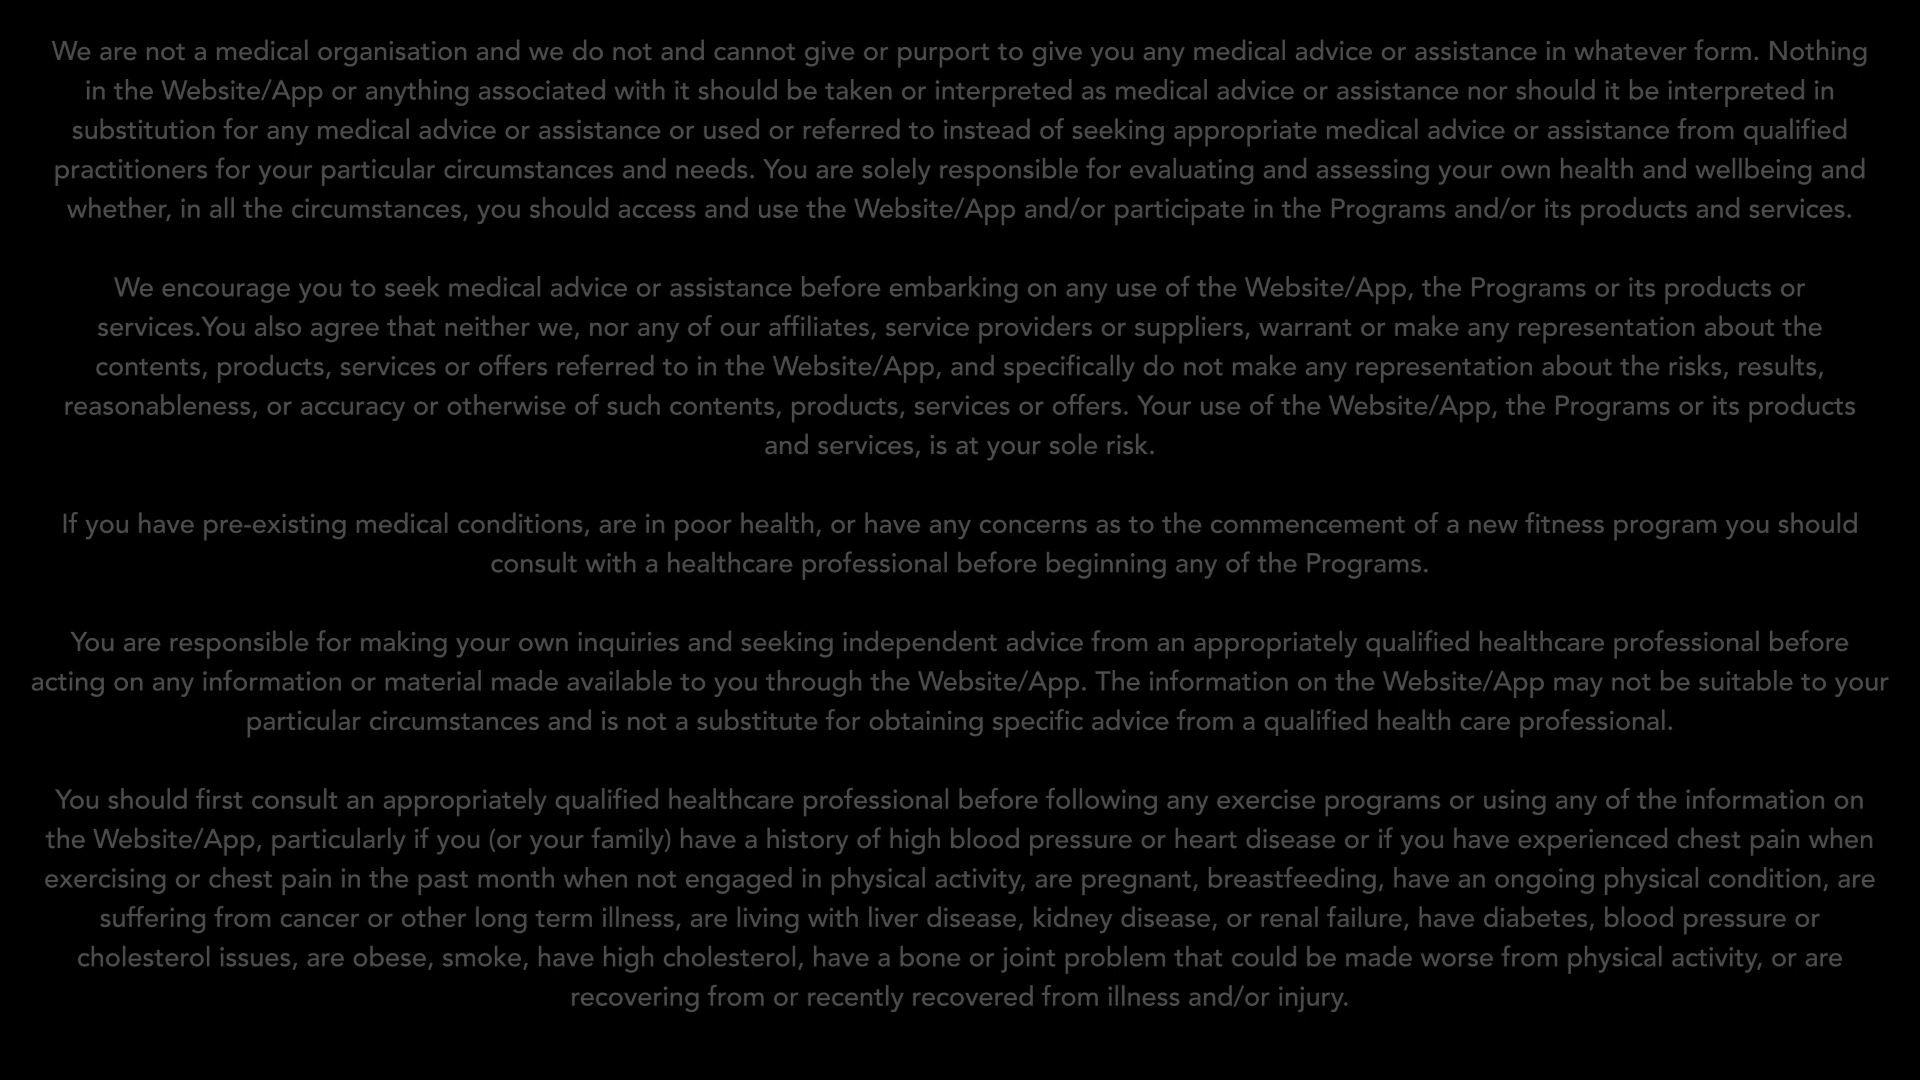 We are not a medical organisation and we do not and cannot give or purport to give you any medical advice or assistance in whatever form. Nothing
in the Website/App or anything associated with it should be taken or interpreted as medical advice or assistance nor should it be interpreted in
substitution for any medical advice or assistance or used or referred to instead of seeking appropriate medical advice or assistance from qualified
practitioners for your particular circumstances and needs. You are solely responsible for evaluating and assessing your own health and wellbeing and
whether, in all the circumstances, you should access and use the Website/App and/or participate in the Programs and/or its products and services.
We encourage you to seek medical advice or assistance before embarking on any use of the Website/App, the Programs or its products or
services.You also agree that neither we, nor any of our affiliates, service providers or suppliers, warrant or make any representation about the
contents, products, services or offers referred to in the Website/App, and specifically do not make any representation about the risks, results,
reasonableness, or accuracy or otherwise of such contents, products, services or offers. Your use of the Website/App, the Programs or its products
and services, is at your sole risk.
If you have pre-existing medical conditions, are in poor health, or have any concerns as to the commencement of a new fitness program you should
consult with a healthcare professional before beginning any of the Programs.
You are responsible for making your own inquiries and seeking independent advice from an appropriately qualified healthcare professional before
acting on any information or material made available to you through the Website/App. The information on the Website/App may not be suitable to your
particular circumstances and is not a substitute for obtaining specific advice from a qualified health care professional.
You should first consult an appropriately qualified healthcare professional before following any exercise programs or using any of the information on
the Website/App, particularly if you (or your family) have a history of high blood pressure or heart disease or if you have experienced chest pain when
exercising or chest pain in the past month when not engaged in physical activity, are pregnant, breastfeeding, have an ongoing physical condition, are
suffering from cancer or other long term illness, are living with liver disease, kidney disease, or renal failure, have diabetes, blood pressure or
cholesterol issues, are obese, smoke, have high cholesterol, have a bone or joint problem that could be made worse from physical activity, or are
recovering from or recently recovered from illness and/or injury.